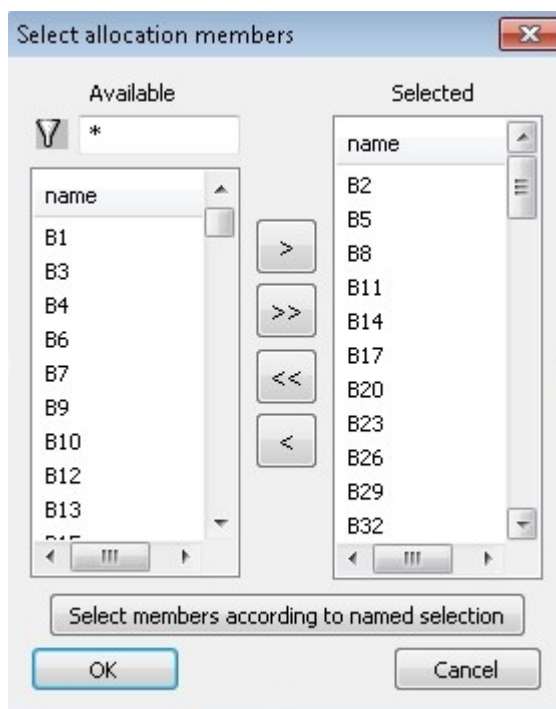 Select allocation members
Available
*
name
B1
B3
B4
B6
B7
B9
B10
B12
B13
>
>>
<<
<
Selected
name
B2
B5
B8
B11
B14
B17
B20
B23
B26
B29
B32
Select members according to named selection
OK
Cancel